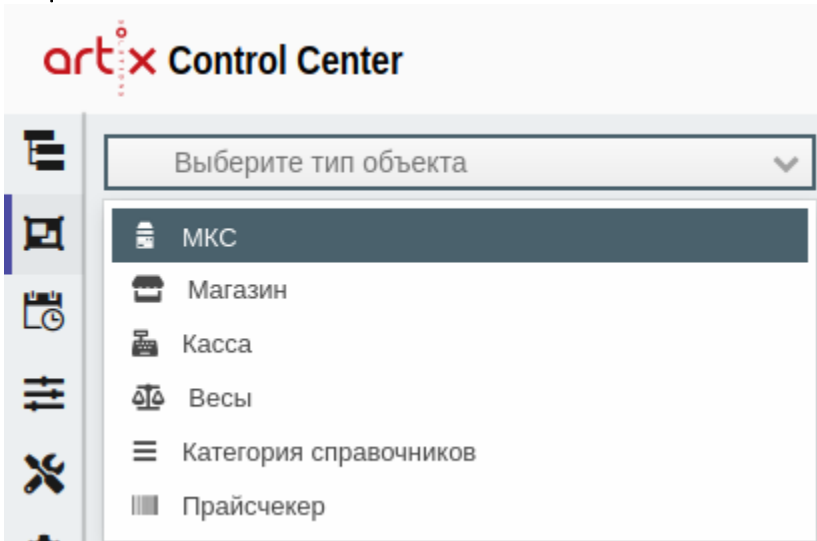 artix Control Center
Выберите тип объекта
МКС
Магазин
Касса
Весы
Категория справочников
Прайсчекер